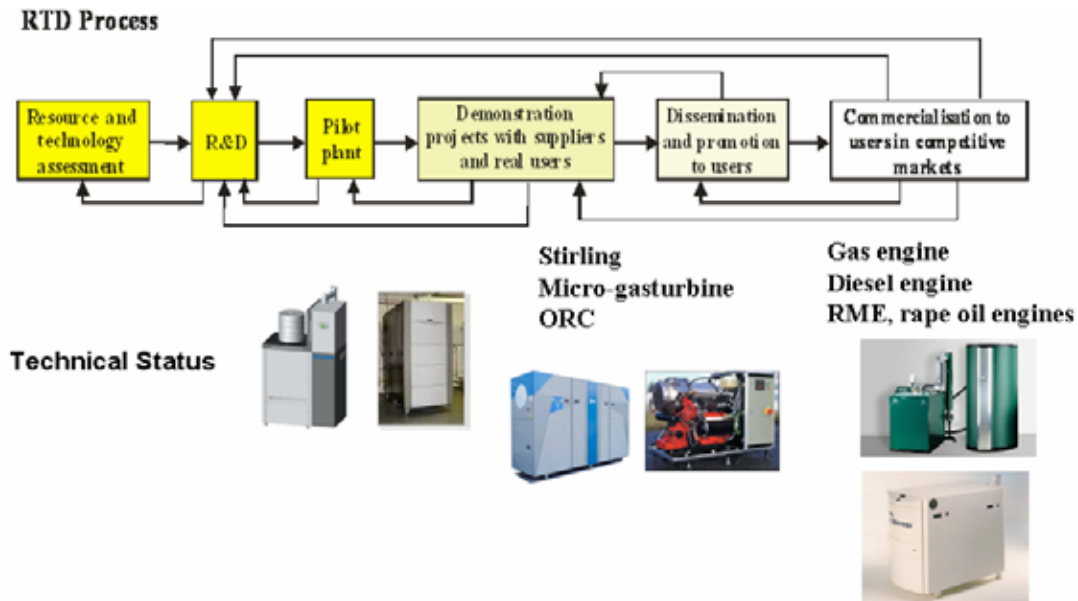 RTD Process
Resource and
technology
assessment
R&D
Pilot
plant
Demonstration
projects with suppliers
and real users
Dissemination
and promotion
to users
Commercialisation to
users in competitive
markets
Stirling
Micro-gasturbine
ORC
Gas engine
Diesel engine
RME, rape oil engines
Technical Status